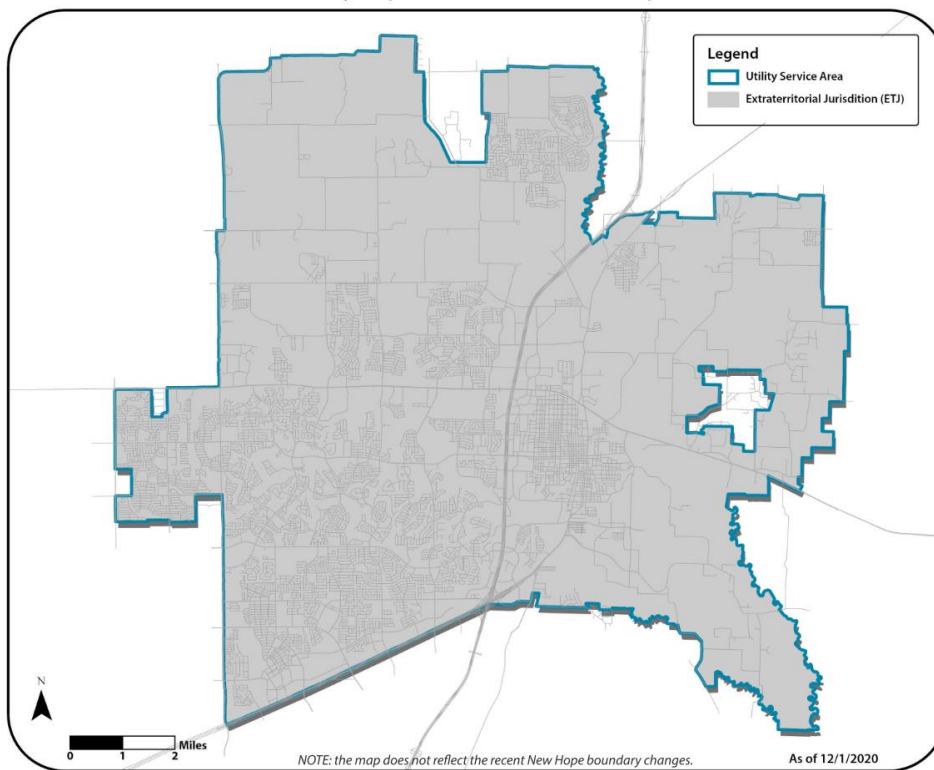 Legend
Utility Service Area
Extraterritorial Jurisdition (ETJ)
N
Miles
0 1 2
NOTE: the map does not reflect the recent New Hope boundary changes.
As of 12/1/2020